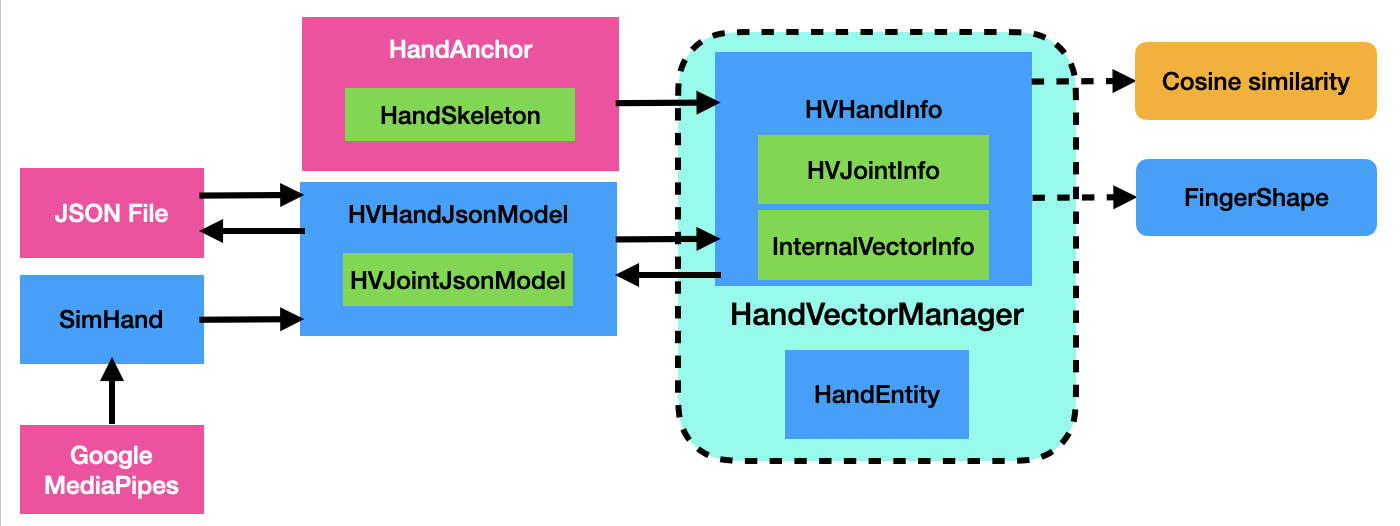 HandAnchor
HandSkeleton
JSON File
HVHandJsonModel
HVJointJsonModel
SimHand
Google
MediaPipes
HVHandInfo
HVJointInfo
InternalVectorInfo
HandVectorManager
HandEntity
Cosine similarity
FingerShape